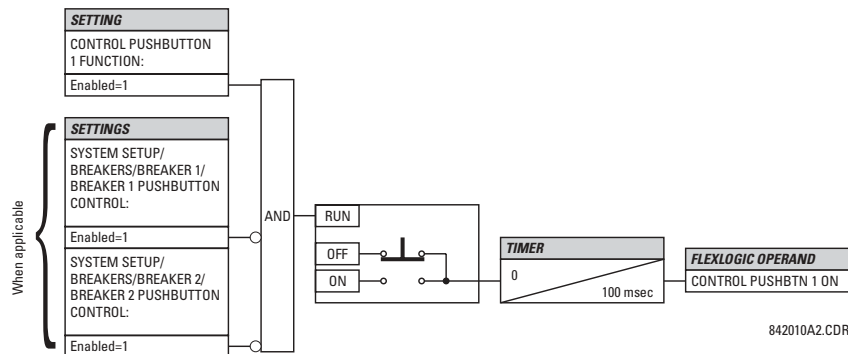 SETTING
CONTROL PUSHBUTTON
1 FUNCTION:
Enabled=1
When applicable
SETTINGS
SYSTEM SETUP/
BREAKERS/BREAKER 1/
BREAKER 1 PUSHBUTTON
CONTROL:
Enabled=1
SYSTEM SETUP/
BREAKERS/BREAKER 2/
BREAKER 2 PUSHBUTTON
CONTROL:
Enabled=1
AND
RUN
OFF
ON
TIMER
0
100 msec
FLEXLOGIC OPERAND
CONTROL PUSHBTN 1 ON
842010A2.CDR